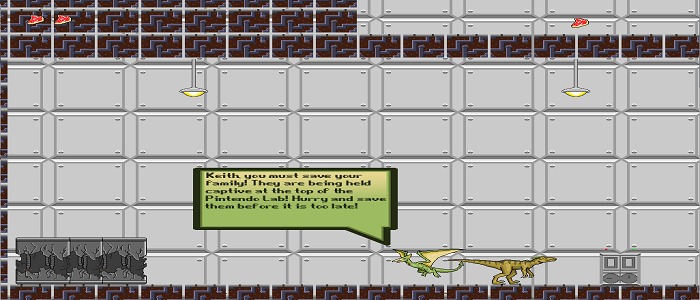 Keith, you must save your
family! They are being held
captive at the top of the
Pintendo Lab! Hurry and save
them before it is too late!